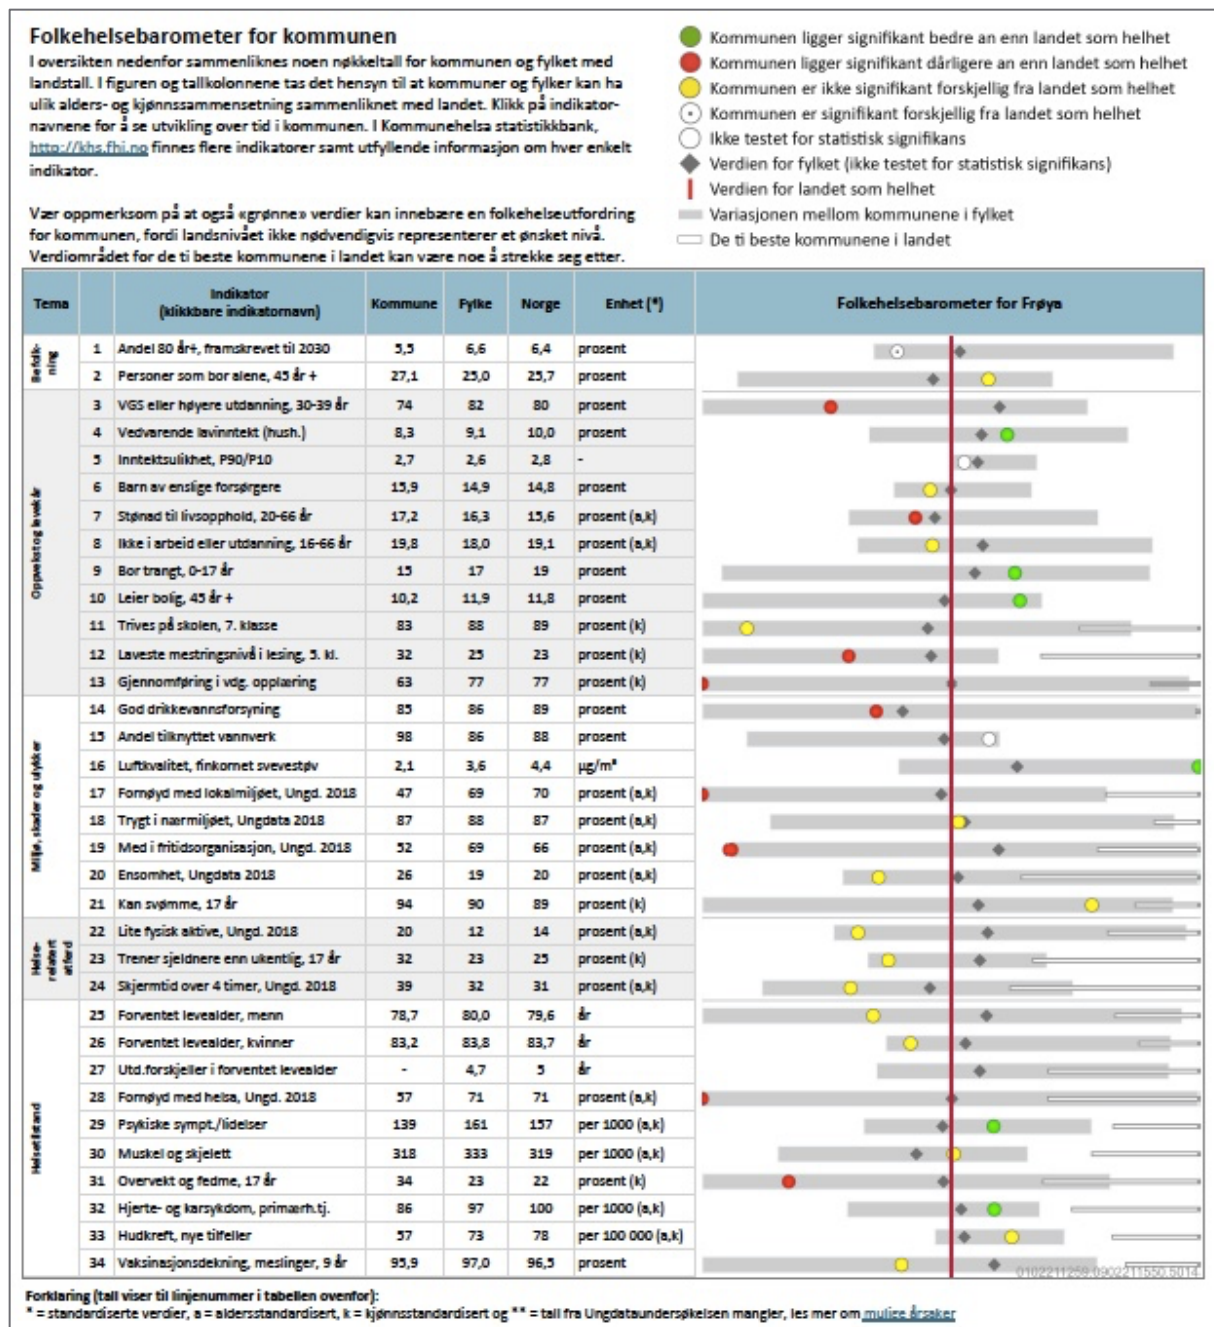 Folkehelsebarometer for kommunen
I oversikten nedenfor sammenliknes noen nøkkeltall for kommunen og fylket med
landstall. I figuren og tallkolonnene tas det hensyn til at kommuner og fylker kan ha
ulik alders- og kjønnssammensetning sammenliknet med landet. Klikk på indikator-
navnene for å se utvikling over tid i kommunen. I Kommunehelsa statistikkbank,
http://khs.fhi.no finnes flere indikatorer samt utfyllende informasjon om hver enkelt
indikator.
Vær oppmerksom på at også «grønne» verdier kan innebære en folkehelseutfordring
for kommunen, fordi landsnivået ikke nødvendigvis representerer et ønsket nivå.
Verdiområdet for de ti beste kommunene i landet kan være noe å strekke seg etter.
Kommunen ligger signifikant bedre an enn landet som helhet
Kommunen ligger signifikant dårligere an enn landet som helhet
Kommunen er ikke signifikant forskjellig fra landet som helhet
Kommunen er signifikant forskjellig fra landet som helhet
Ikke testet for statistisk signifikans
Verdien for fylket (ikke testet for statistisk signifikans)
Verdien for landet som helhet
Variasjonen mellom kommunene i fylket
De ti beste kommunene i landet
Tema Indikator (klikkbare indikatornavn) Kommune Fylke Norge Enhet (*) Folkehelsebarometer for Frøya
Befolk-
ning
1 Andel 80 år+, framskrevet til 2030 5,5 6,6 6,4 prosent
2 Personer som bor alene, 45 år + 27,1 25,0 25,7 prosent
Oppvekst og levekår
3 VGS eller høyere utdanning, 30-39 år 74 82 80 prosent
4 Vedvarende lavinntekt (hush.) 8,3 9,1 10,0 prosent
5 Inntektsulikhet, P90/P10 2,7 2,6 2,8 -
6 Barn av enslige forsørgere 15,9 14,9 14,8 prosent
7 Stønad til livsopphold, 20-66 år 17,2 16,3 15,6 prosent (a,k)
8 Ikke i arbeid eller utdanning, 16-66 år 19,8 18,0 19,1 prosent (a,k)
9 Bor trangt, 0-17 år 15 17 19 prosent
10 Leier bolig, 45 år + 10,2 11,9 11,8 prosent
11 Trives på skolen, 7. klasse 83 88 89 prosent (k)
12 Laveste mestringsnivå i lesing, 5. kl. 32 25 23 prosent (k)
13 Gjennomføring i vdg. opplæring 63 77 77 prosent (k)
Miljø, skader og ulykker
14 God drikkevannsforsyning 85 86 89 prosent
15 Andel tilknyttet vannverk 98 86 88 prosent
16 Luftkvalitet, finkornet svevestøv 2,1 3,6 4,4 µg/m³
17 Fornøyd med lokalmiljøet, Ungd. 2018 47 69 70 prosent (a,k)
18 Trygt i nærmiljøet, Ungdata 2018 87 88 87 prosent (a,k)
19 Med i fritidsorganisasjon, Ungd. 2018 52 69 66 prosent (a,k)
20 Ensomhet, Ungdata 2018 26 19 20 prosent (a,k)
21 Kan svømme, 17 år 94 90 89 prosent (k)
Helse-
relatert
atferd
22 Lite fysisk aktive, Ungd. 2018 20 12 14 prosent (a,k)
23 Trener sjeldnere enn ukentlig, 17 år 32 23 25 prosent (k)
24 Skjermtid over 4 timer, Ungd. 2018 39 32 31 prosent (a,k)
Helsetilstand
25 Forventet levealder, menn 78,7 80,0 79,6 år
26 Forventet levealder, kvinner 83,2 83,8 83,7 år
27 Utd.forskjeller i forventet levealder - 4,7 5 år
28 Fornøyd med helsa, Ungd. 2018 57 71 71 prosent (a,k)
29 Psykiske sympt./lidelser 139 161 157 per 1000 (a,k)
30 Muskel og skjelett 318 333 319 per 1000 (a,k)
31 Overvekt og fedme, 17 år 34 23 22 prosent (k)
32 Hjerte- og karsykdom, primærh.tj. 86 97 100 per 1000 (a,k)
33 Hudkreft, nye tilfeller 57 73 78 per 100 000 (a,k)
34 Vaksinasjonsdekning, meslinger, 9 år 95,9 97,0 96,5 prosent
0102211259.0902211550.5014
Forklaring (tall viser til linjenummer i tabellen ovenfor):
* = standardiserte verdier, a = aldersstandardisert, k = kjønnsstandardisert og ** = tall fra Ungdataundersøkelsen mangler, les mer om mulige årsaker